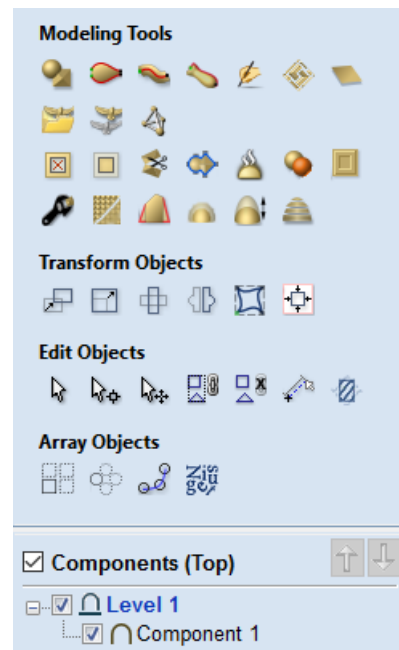 Modeling Tools
Transform Objects
Edit Objects
Array Objects
Components (Top)
Level 1
Component 1